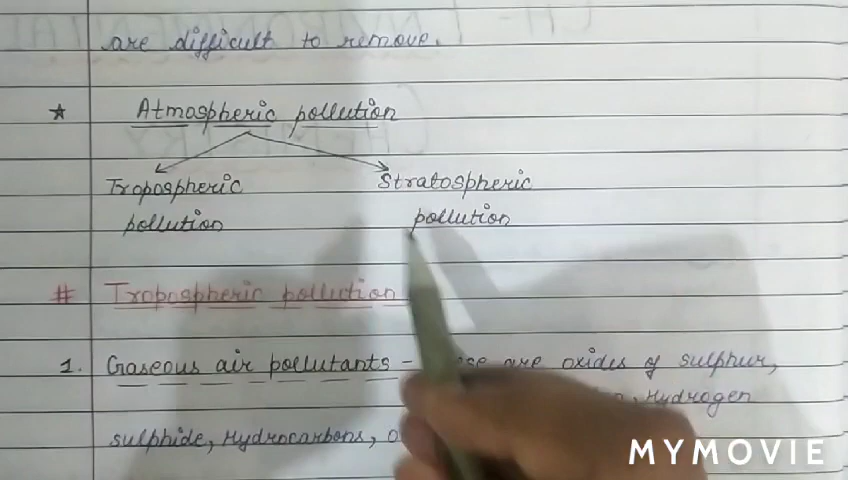 are difficult to remove.
★ Atmospheric pollution
Tropospheric Stratospheric
pollution pollution
# Tropospheric pollution
1. Gaseous air pollutants - are oxides of sulphur,
, Hydrogen
sulphide, Hydrocarbons,
MYMOVIE